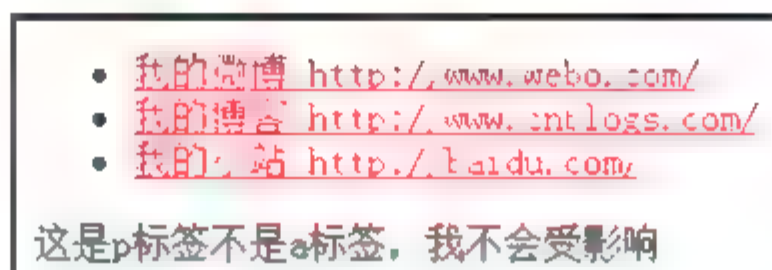 我的微博 http://www.webo.com/
我的博客 http://www.cntlogs.com/
我的 站 http://baidu.com/
这是p标签不是a标签，我不会受影响